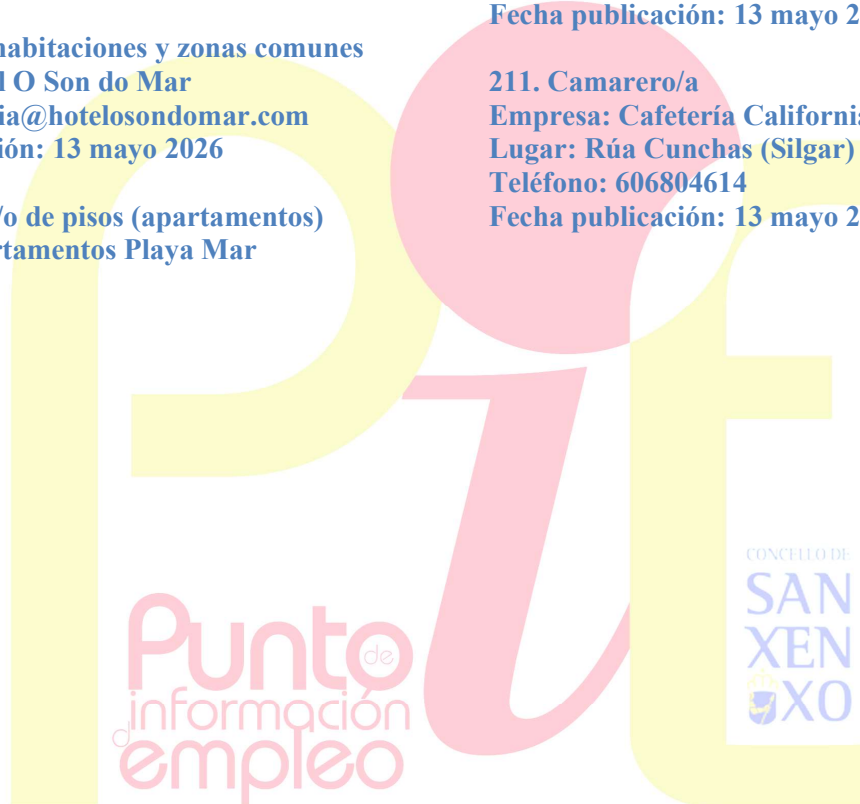 habitaciones y zonas comunes
O Son do Mar
ia@hotelosondomar.com
ión: 13 mayo 2026
/o de pisos (apartamentos)
rtamentos Playa Mar
Fecha publicación: 13 mayo 2
211. Camarero/a
Empresa: Cafetería California
Lugar: Rúa Cunchas (Silgar)
Teléfono: 606804614
Fecha publicación: 13 mayo 2
Punto
de
información
d
empleo
CONCELLO DE
SAN
XEN
XO